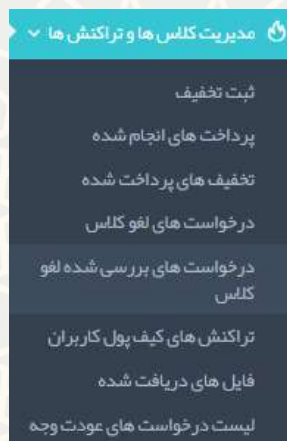 مدیریت کلاس ها و تراکنش ها
ثبت تخفیف
پرداخت های انجام شده
تخفیف های پرداخت شده
درخواست های لغو کلاس
درخواست های بررسی شده لغو
کلاس
تراکنش های کیف پول کاربران
فایل های دریافت شده
لیست درخواست های عودت وجه